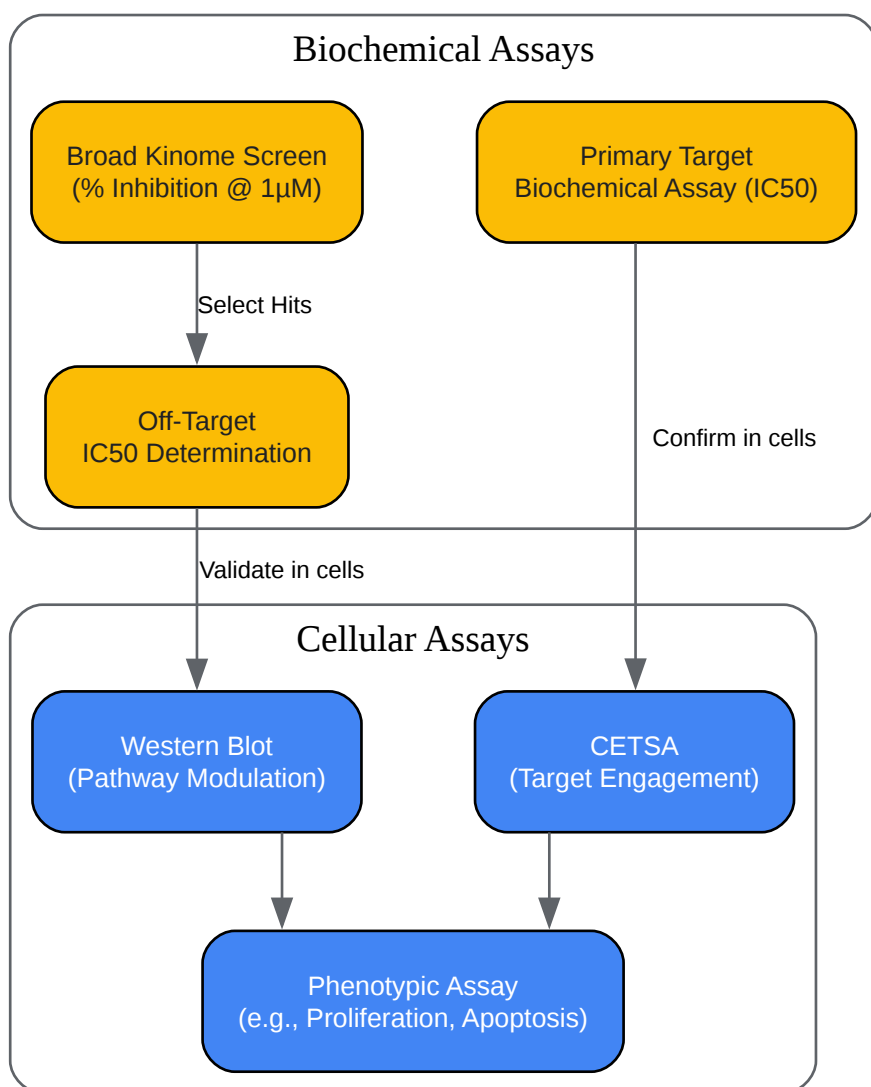 Biochemical Assays
Broad Kinome Screen
(% Inhibition @ 1µM)
Primary Target
Biochemical Assay (IC50)
Select Hits
Off-Target
IC50 Determination
Confirm in cells
Validate in cells
Cellular Assays
Western Blot
(Pathway Modulation)
CETSA
(Target Engagement)
Phenotypic Assay
(e.g., Proliferation, Apoptosis)